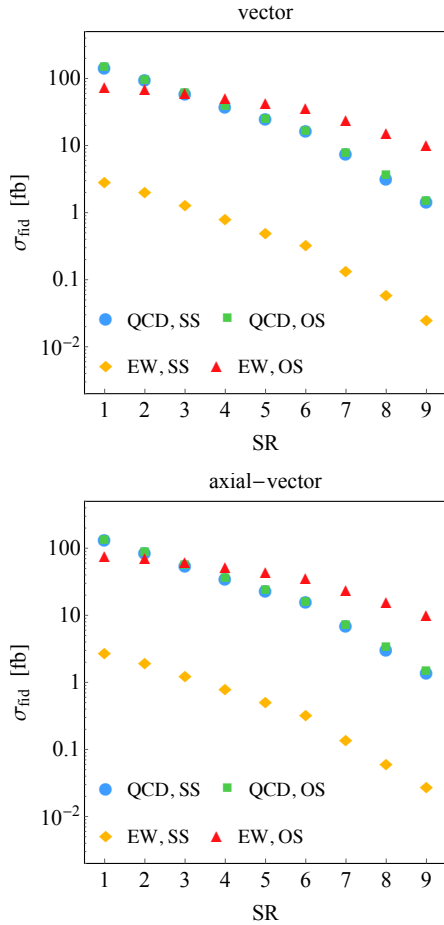 vector
σfid [fb]
100
10
1
0.1
10⁻²
QCD, SS QCD, OS
EW, SS EW, OS
1 2 3 4 5 6 7 8 9
SR
axial-vector
σfid [fb]
100
10
1
0.1
10⁻²
QCD, SS QCD, OS
EW, SS EW, OS
1 2 3 4 5 6 7 8 9
SR